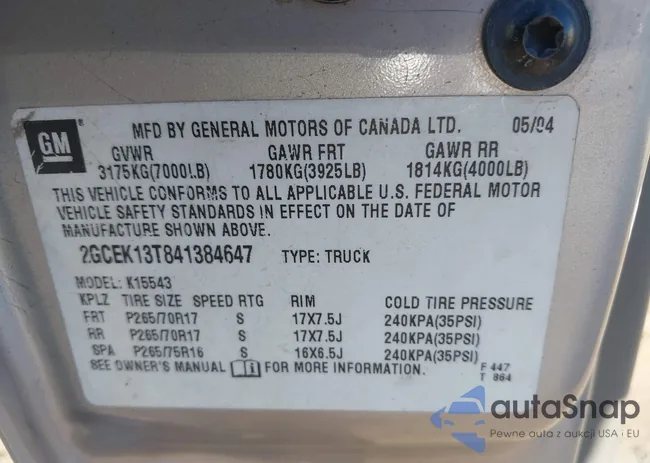 GM
MFD BY GENERAL MOTORS OF CANADA LTD. 05/04
GVWR GAWR FRT GAWR RR
3175KG(7000LB) 1780KG(3925LB) 1814KG(4000LB)
THIS VEHICLE CONFORMS TO ALL APPLICABLE U.S. FEDERAL MOTOR
VEHICLE SAFETY STANDARDS IN EFFECT ON THE DATE OF
MANUFACTURE SHOWN ABOVE.
2GCEK13T841384647 TYPE: TRUCK
MODEL: K15543
KPLZ TIRE SIZE SPEED RTG RIM COLD TIRE PRESSURE
FRT P265/70R17 S 17X7.5J 240KPA(35PSI)
RR P265/70R17 S 17X7.5J 240KPA(35PSI)
SPA P265/75R16 S 16X6.5J 240KPA(35PSI)
SEE OWNER'S MANUAL FOR MORE INFORMATION.
F 447
T 864
autaSnap
Pewne auta z aukcji USA i EU